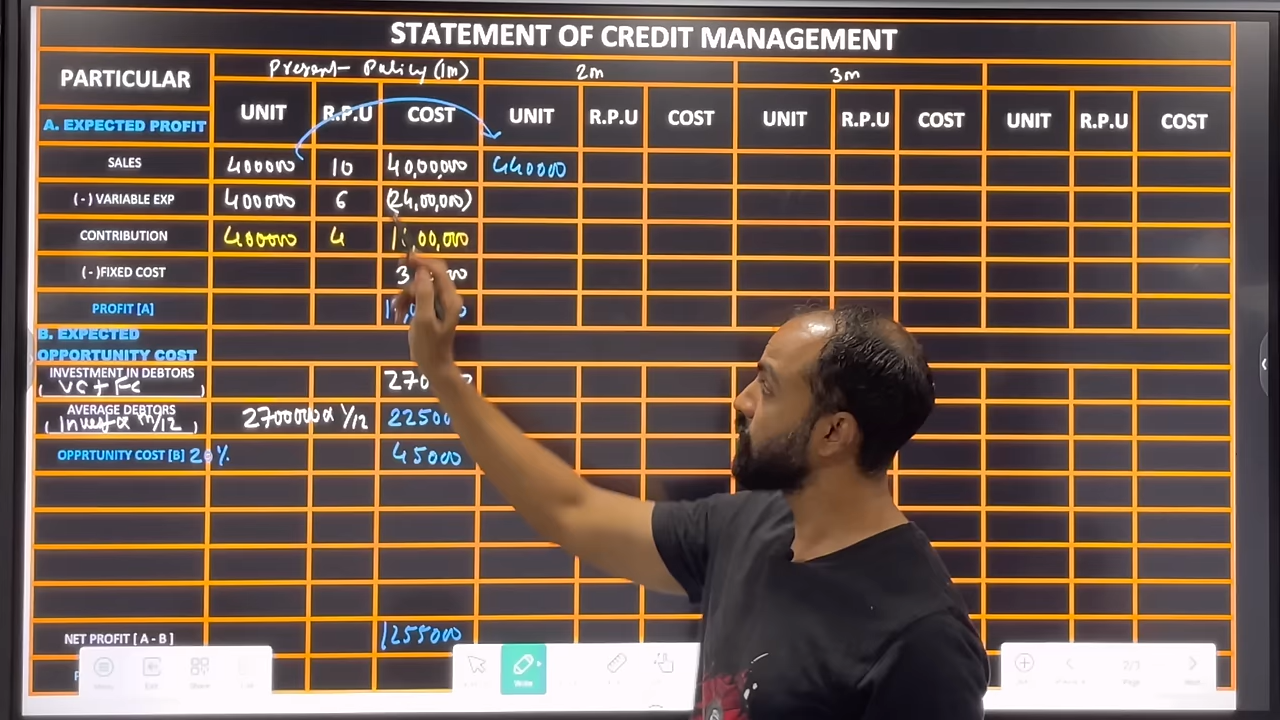 STATEMENT OF CREDIT MANAGEMENT
PARTICULAR Present Policy (1m) 2m 3m
UNIT R.P.U COST UNIT R.P.U COST UNIT R.P.U COST UNIT R.P.U COST
A. EXPECTED PROFIT
SALES 400000 10 40,00,000 440000
(-) VARIABLE EXP 400000 6 (24,00,000)
CONTRIBUTION 400000 4
(-)FIXED COST
PROFIT [A]
B. EXPECTED
OPPORTUNITY COST
INVESTMENT IN DEBTORS
(VC + FC)
AVERAGE DEBTORS
(Invest x m/12) 2700000 x 1/12
OPPRTUNITY COST [B] 20% 45000
NET PROFIT [ A - B ] 1255000
Write